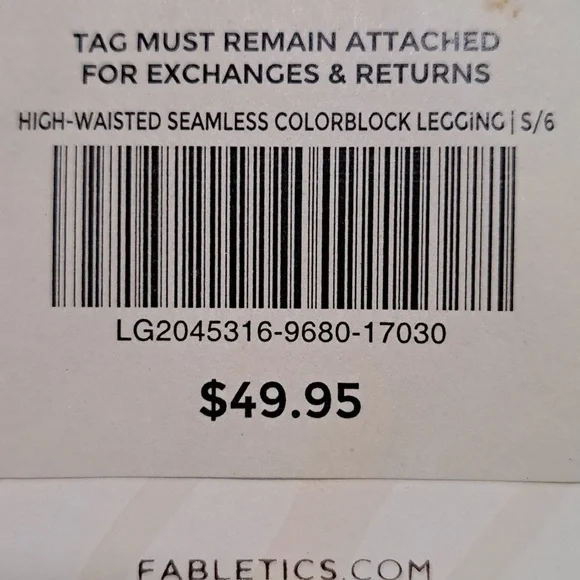 TAG MUST REMAIN ATTACHED
FOR EXCHANGES & RETURNS
HIGH-WAISTED SEAMLESS COLORBLOCK LEGGING | S/6
LG2045316-9680-17030
$49.95
FABLETICS.COM